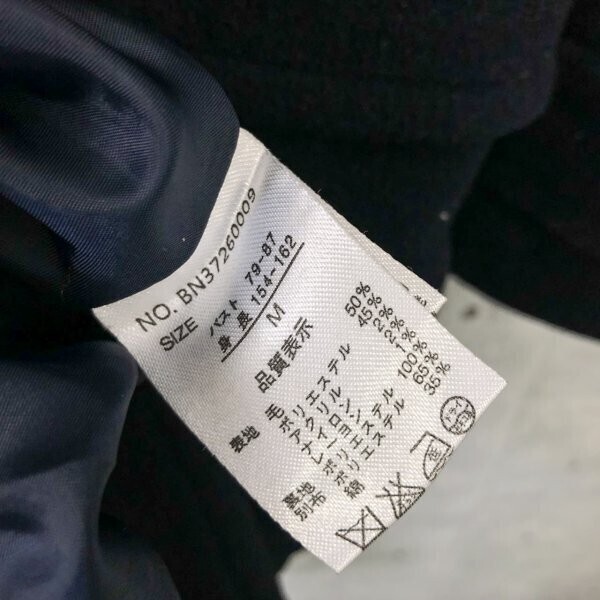 NO. BN37260009
SIZE
バスト 79-87
身長 154-162
M
品質表示
表地 毛 50%
ポリエステル 45%
アクリル 2%
ナイロン 2%
レーヨン 1%
裏地 ポリエステル 100%
別布 ポリエステル 65%
綿 35%
ドライ